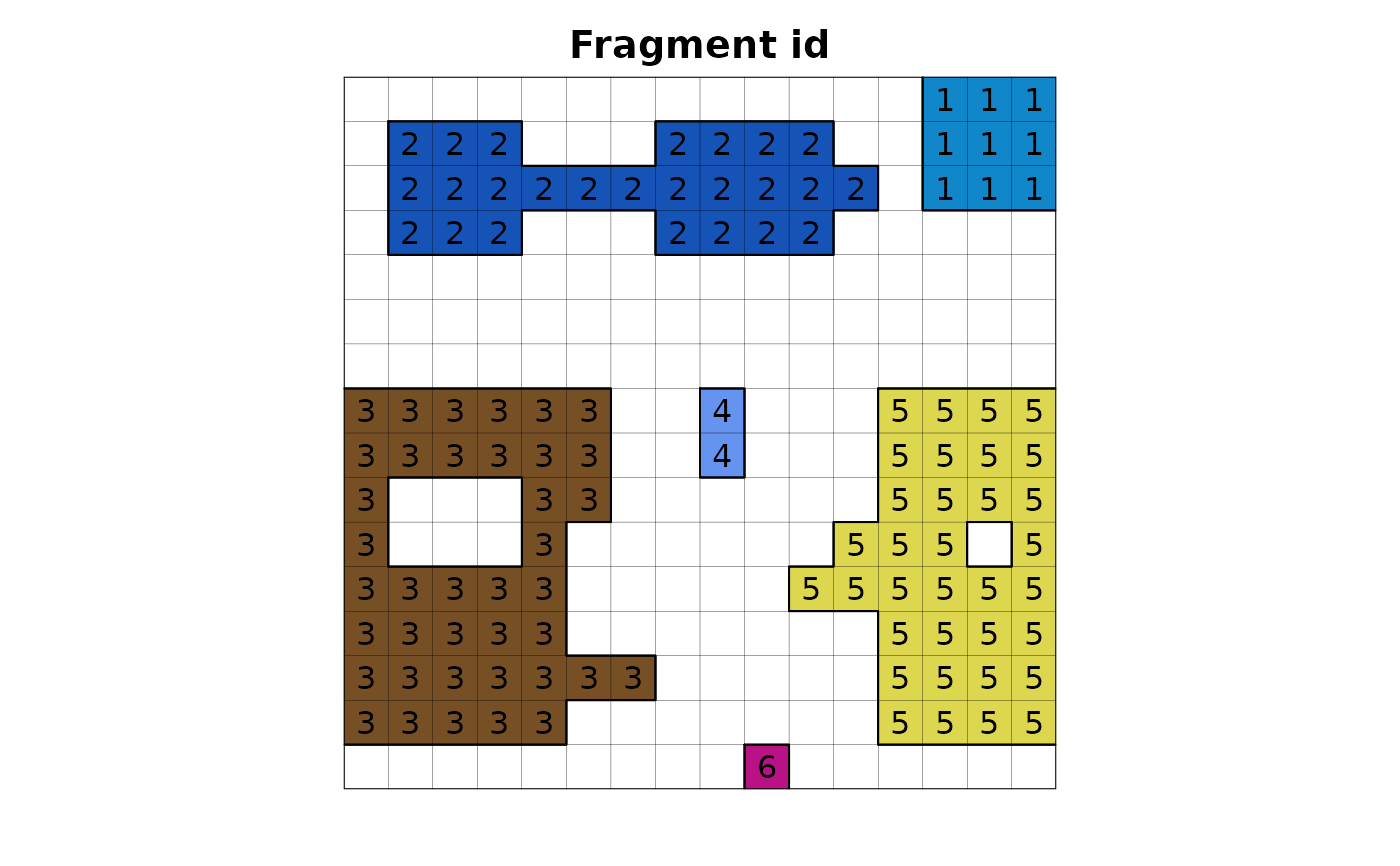 Fragment id
1 1 1
2 2 2 2 2 2 2 1 1 1
2 2 2 2 2 2 2 2 2 2 2 1 1 1
2 2 2 2 2 2 2
3 3 3 3 3 3 4 5 5 5 5
3 3 3 3 3 3 4 5 5 5 5
3 3 3 5 5 5 5
3 3 5 5 5 5
3 3 3 3 3 5 5 5 5 5 5
3 3 3 3 3 5 5 5 5
3 3 3 3 3 3 3 5 5 5 5
3 3 3 3 3 5 5 5 5
6